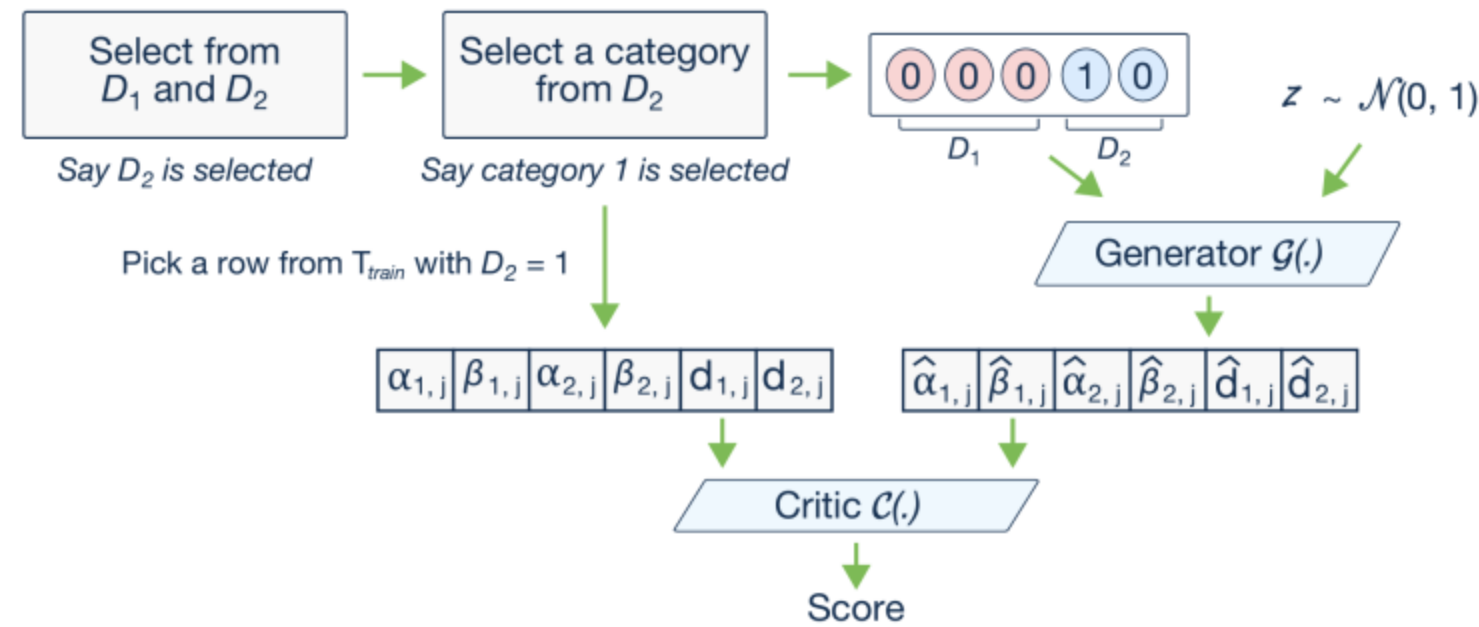 Select from
D₁ and D₂
Select a category
from D₂
0 0 0 1 0
D₁
D₂
z ~ 𝒩(0, 1)
Say D₂ is selected
Say category 1 is selected
Pick a row from T_train with D₂ = 1
Generator 𝒢(.)
α₁, ⱼ β₁, ⱼ α₂, ⱼ β₂, ⱼ d₁, ⱼ d₂, ⱼ
α̂₁, ⱼ β̂₁, ⱼ α̂₂, ⱼ β̂₂, ⱼ d̂₁, ⱼ d̂₂, ⱼ
Critic 𝒞(.)
Score